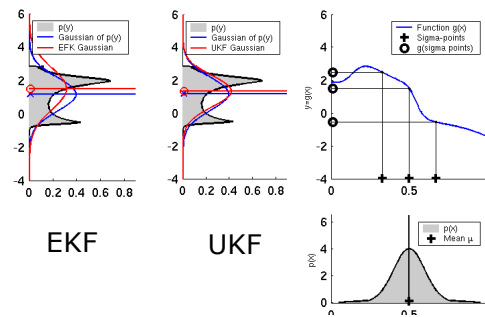 6
4
2
0
-2
-4
p(y)
Gaussian of p(y)
EFK Gaussian
0 0.2 0.4 0.6 0.8
EKF
6
4
2
0
-2
-4
p(y)
Gaussian of p(y)
UKF Gaussian
0 0.2 0.4 0.6 0.8
UKF
6
4
2
0
-2
-4
y=g(x)
Function g(x)
Sigma-points
g(sigma points)
0 0.5
6
4
2
0
p(x)
p(x)
Mean μ
0 0.5